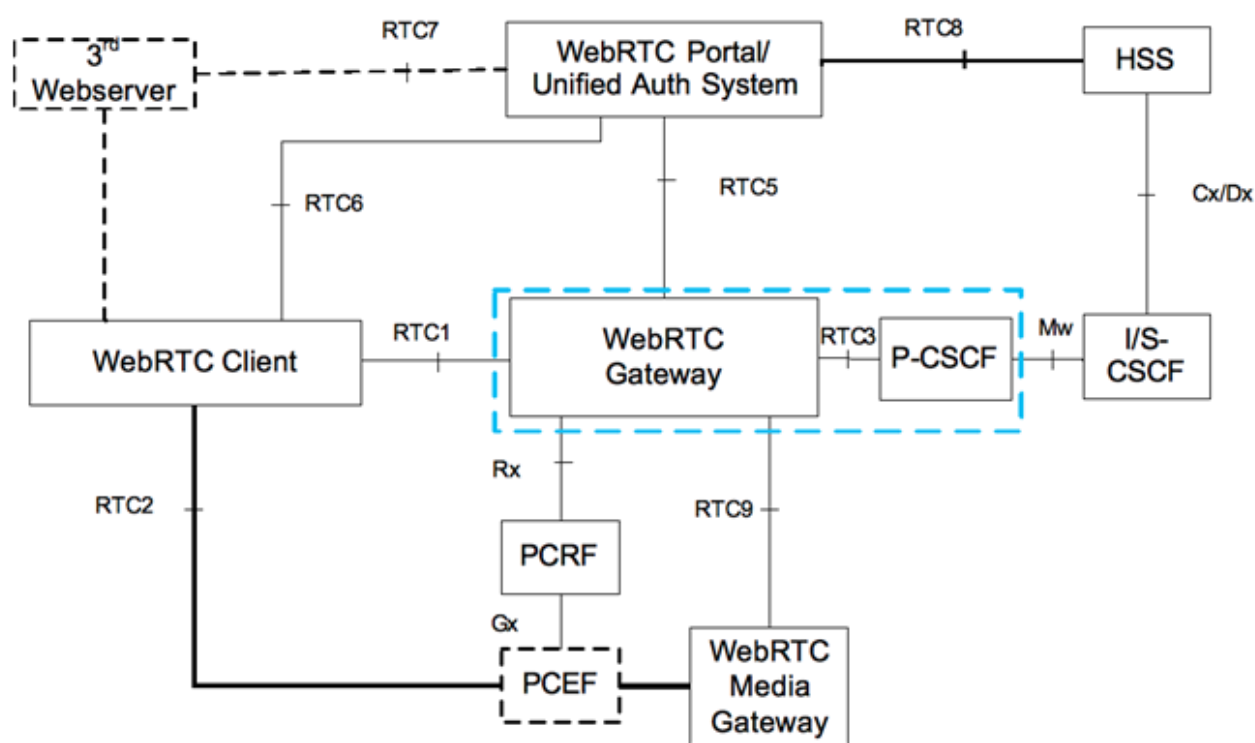 RTC7
RTC8
3rd
Webserver
WebRTC Portal/
Unified Auth System
HSS
RTC6
RTC5
Cx/Dx
WebRTC Client
RTC1
WebRTC
Gateway
RTC3
P-CSCF
Mw
I/S-
CSCF
Rx
RTC2
RTC9
PCRF
Gx
PCEF
WebRTC
Media
Gateway